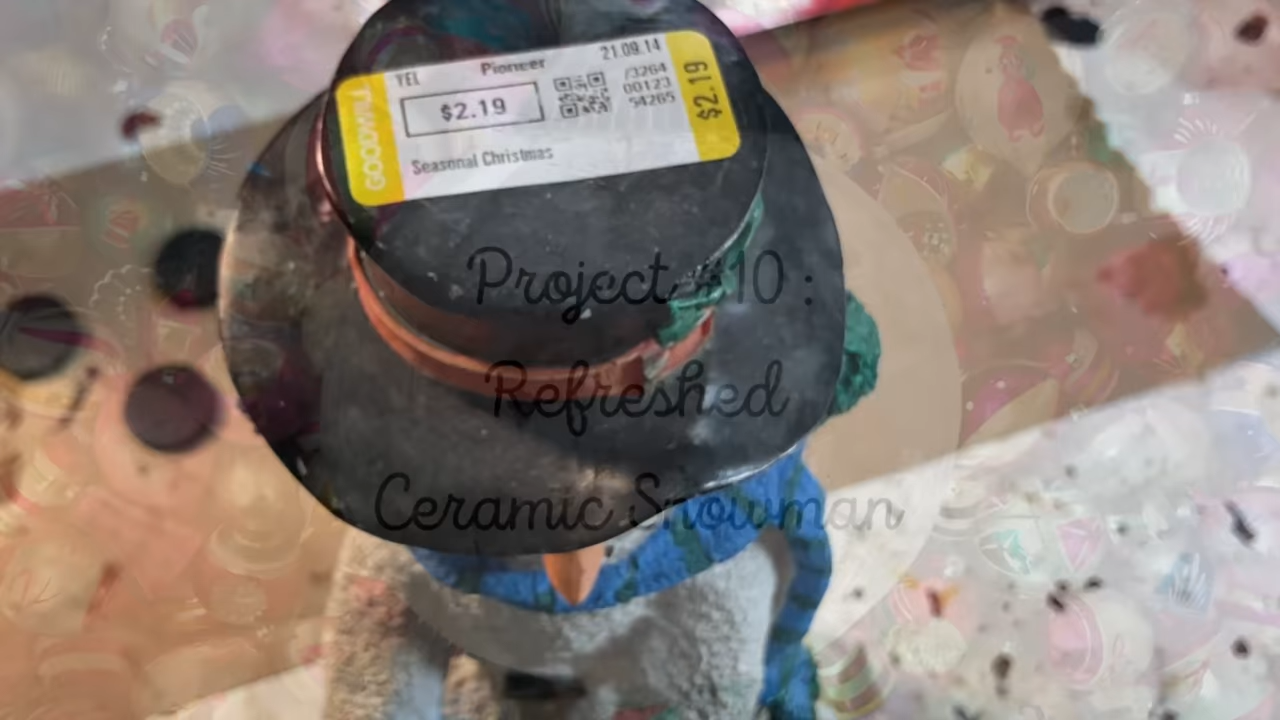 21.09.14
YEL Pioneer
/3264
$2.19
00123
54265
$2.19
GOODWILL
Seasonal Christmas
Project #10 :
Refreshed
Ceramic Snowman